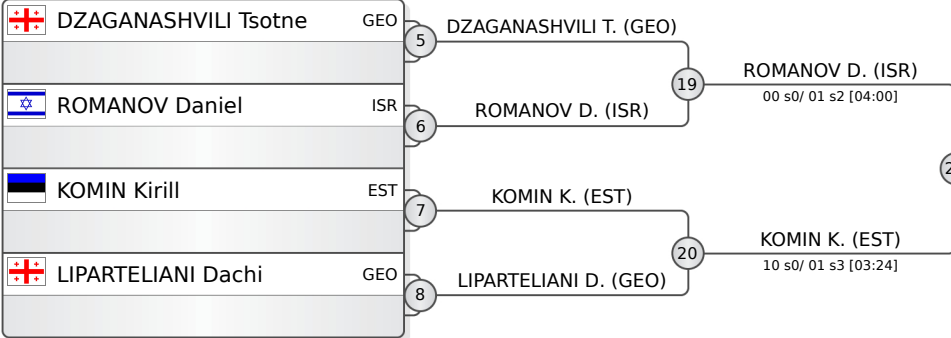 DZAGANASHVILI Tsotne GEO
5
DZAGANASHVILI T. (GEO)
ROMANOV Daniel ISR
6
ROMANOV D. (ISR)
19
ROMANOV D. (ISR)
00 s0/ 01 s2 [04:00]
KOMIN Kirill EST
7
KOMIN K. (EST)
LIPARTELIANI Dachi GEO
8
LIPARTELIANI D. (GEO)
20
KOMIN K. (EST)
10 s0/ 01 s3 [03:24]